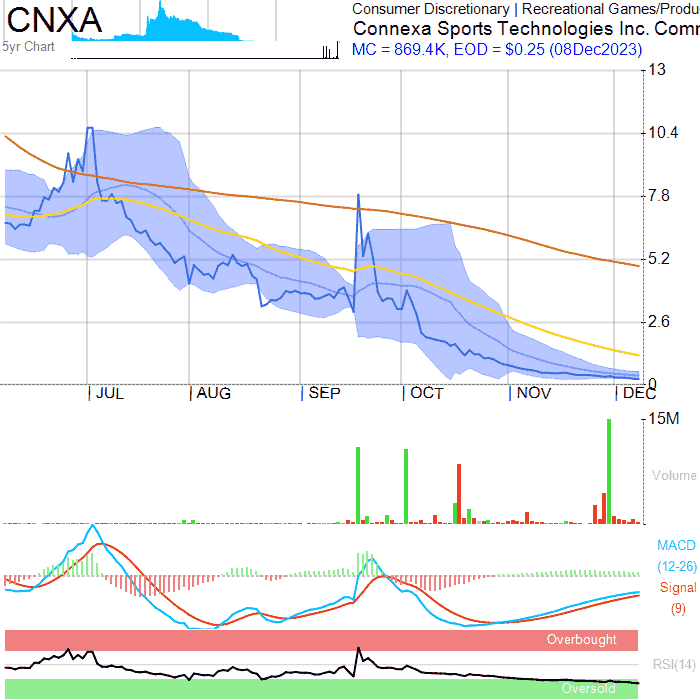 CNXA
5yr Chart
Consumer Discretionary | Recreational Games/Produ
Connexa Sports Technologies Inc. Comr
MC = 869.4K, EOD = $0.25 (08Dec2023)
13
10.4
7.8
5.2
2.6
0
JUL AUG SEP OCT NOV DEC
15M
Volume
MACD
(12-26)
Signal
(9)
Overbought
RSI(14)
Oversold